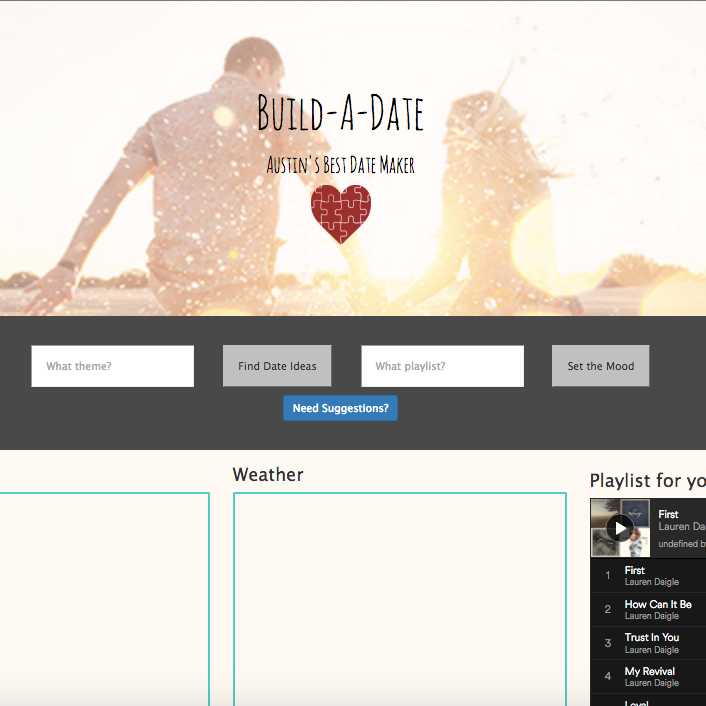 Build-A-Date
Austin's Best Date Maker
What theme?
Find Date Ideas
What playlist?
Set the Mood
Need Suggestions?
Weather
Playlist for yo
First
Lauren Da
undefined b
1 First
Lauren Daigle
2 How Can It Be
Lauren Daigle
3 Trust In You
Lauren Daigle
4 My Revival
Lauren Daigle
Loyal